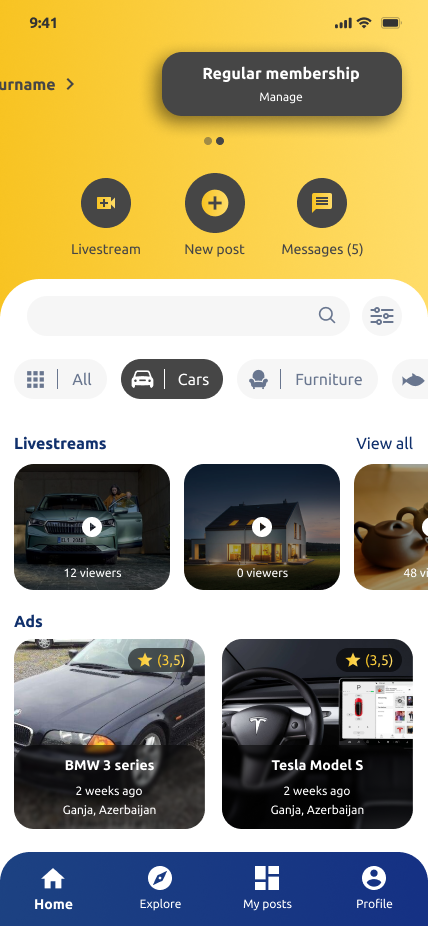 9:41
urname
Regular membership
Manage
Livestream
New post
Messages (5)
All
Cars
Furniture
Livestreams
View all
12 viewers
0 viewers
48 vi
Ads
(3,5)
(3,5)
BMW 3 series
2 weeks ago
Ganja, Azerbaijan
Tesla Model S
2 weeks ago
Ganja, Azerbaijan
Home
Explore
My posts
Profile